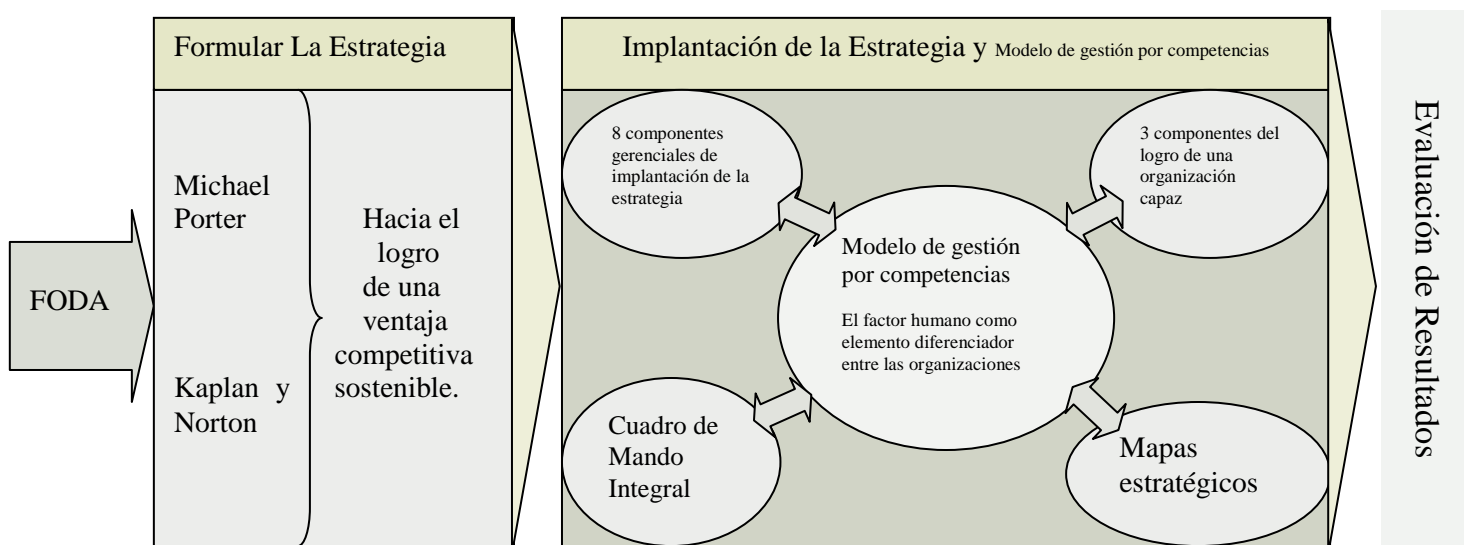 FODA
Formular La Estrategia
Michael
Porter
Kaplan y
Norton
Hacia el
logro
de una
ventaja
competitiva
sostenible.
Implantación de la Estrategia y Modelo de gestión por competencias
8 componentes
gerenciales de
implantación de la
estrategia
3 componentes del
logro de una
organización
capaz
Modelo de gestión
por competencias
El factor humano como
elemento diferenciador
entre las organizaciones
Cuadro de
Mando
Integral
Mapas
estratégicos
Evaluación de Resultados